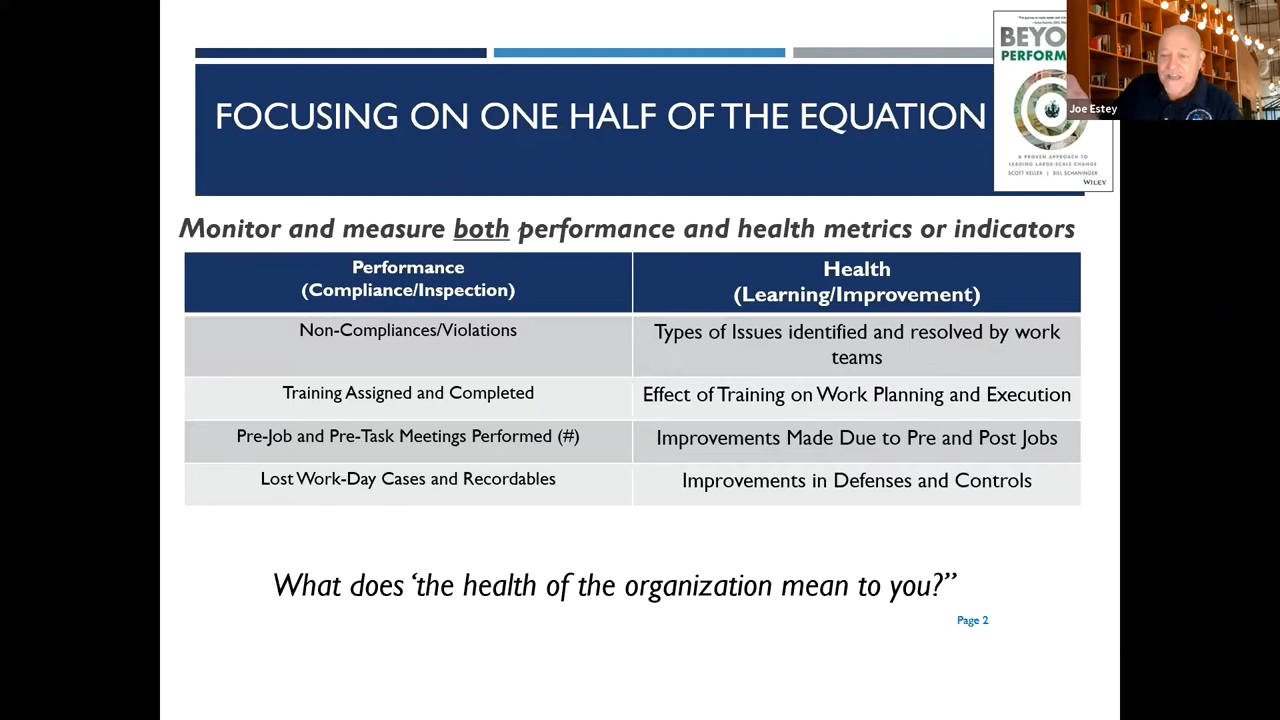 FOCUSING ON ONE HALF OF THE EQUATION
BEYO
PERFORM
A PROVEN APPROACH TO
LEADING LARGE-SCALE CHANGE
SCOTT KELLER | BILL SCHANINGER
WILEY
Joe Estey
Monitor and measure both performance and health metrics or indicators
Performance
(Compliance/Inspection)
Health
(Learning/Improvement)
Non-Compliances/Violations
Types of Issues identified and resolved by work
teams
Training Assigned and Completed
Effect of Training on Work Planning and Execution
Pre-Job and Pre-Task Meetings Performed (#)
Improvements Made Due to Pre and Post Jobs
Lost Work-Day Cases and Recordables
Improvements in Defenses and Controls
What does ‘the health of the organization mean to you?”
Page 2